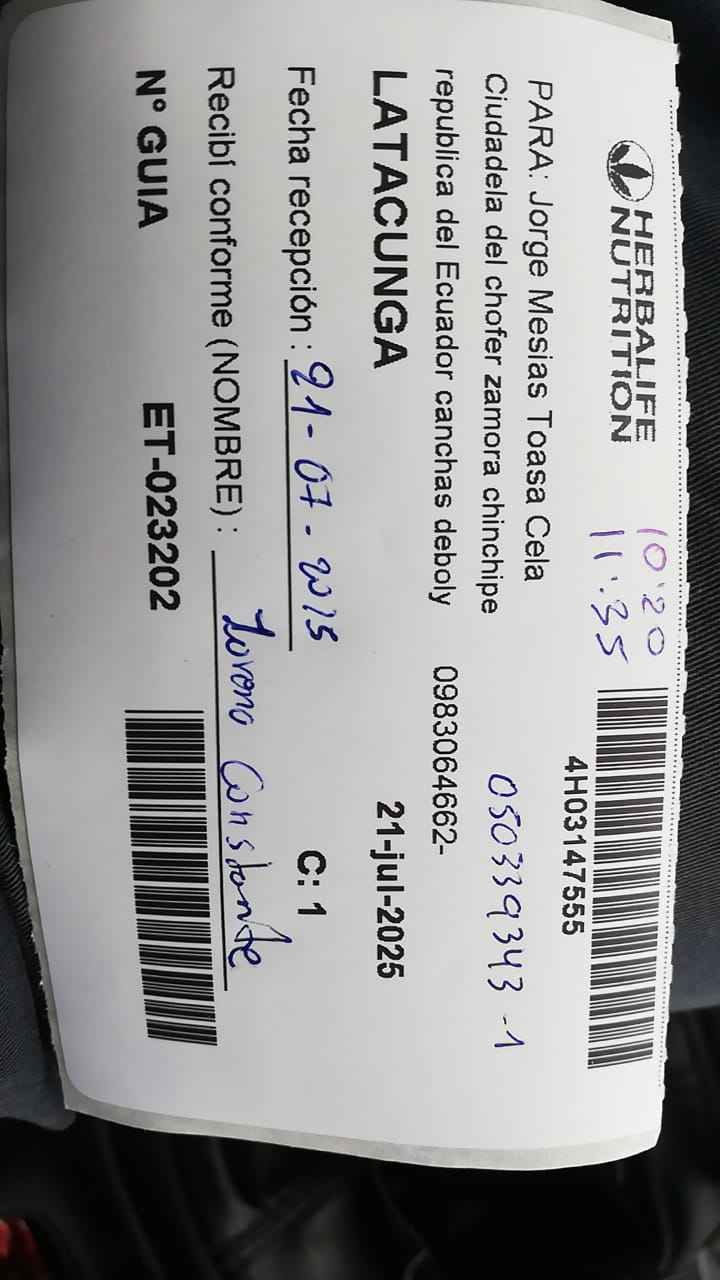 HERBALIFE
NUTRITION
10:20
11:35
4H03147555
PARA: Jorge Mesias Toasa Cela
Ciudadela del chofer zamora chinchipe
050339343-1
republica del Ecuador canchas deboly 0983064662-
LATACUNGA 21-jul-2025
Fecha recepción : 21-07-2025
C: 1
Recibí conforme (NOMBRE) : Lorena Constante
N° GUIA ET-023202